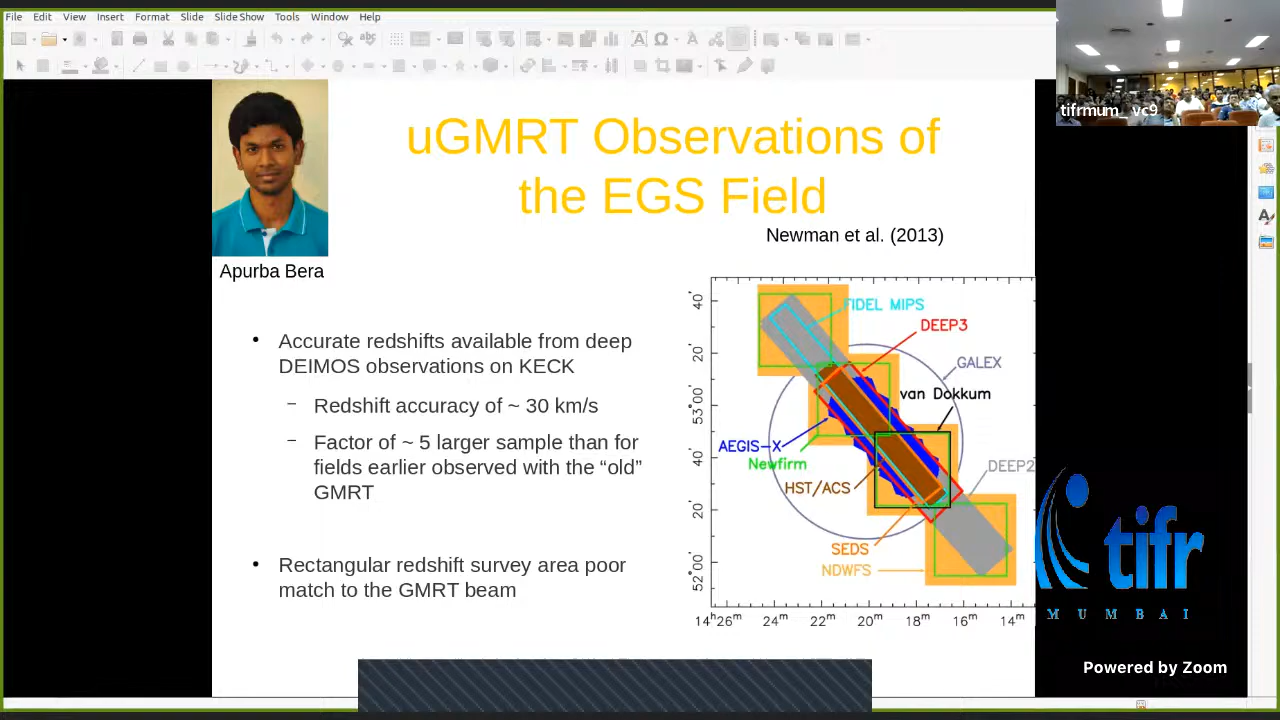 File Edit View Insert Format Slide Slide Show Tools Window Help
tifrmum_ vc9
uGMRT Observations of
the EGS Field
Newman et al. (2013)
Apurba Bera
• Accurate redshifts available from deep
DEIMOS observations on KECK
– Redshift accuracy of ~ 30 km/s
– Factor of ~ 5 larger sample than for
fields earlier observed with the “old”
GMRT
• Rectangular redshift survey area poor
match to the GMRT beam
40'
20'
53°00'
40'
20'
52°00'
FIDEL MIPS
DEEP3
GALEX
van Dokkum
AEGIS-X
Newfirm
HST/ACS
DEEP2
SEDS
NDWFS
14h26m 24m 22m 20m 18m 16m 14m
tifr
MUMBAI
Powered by Zoom